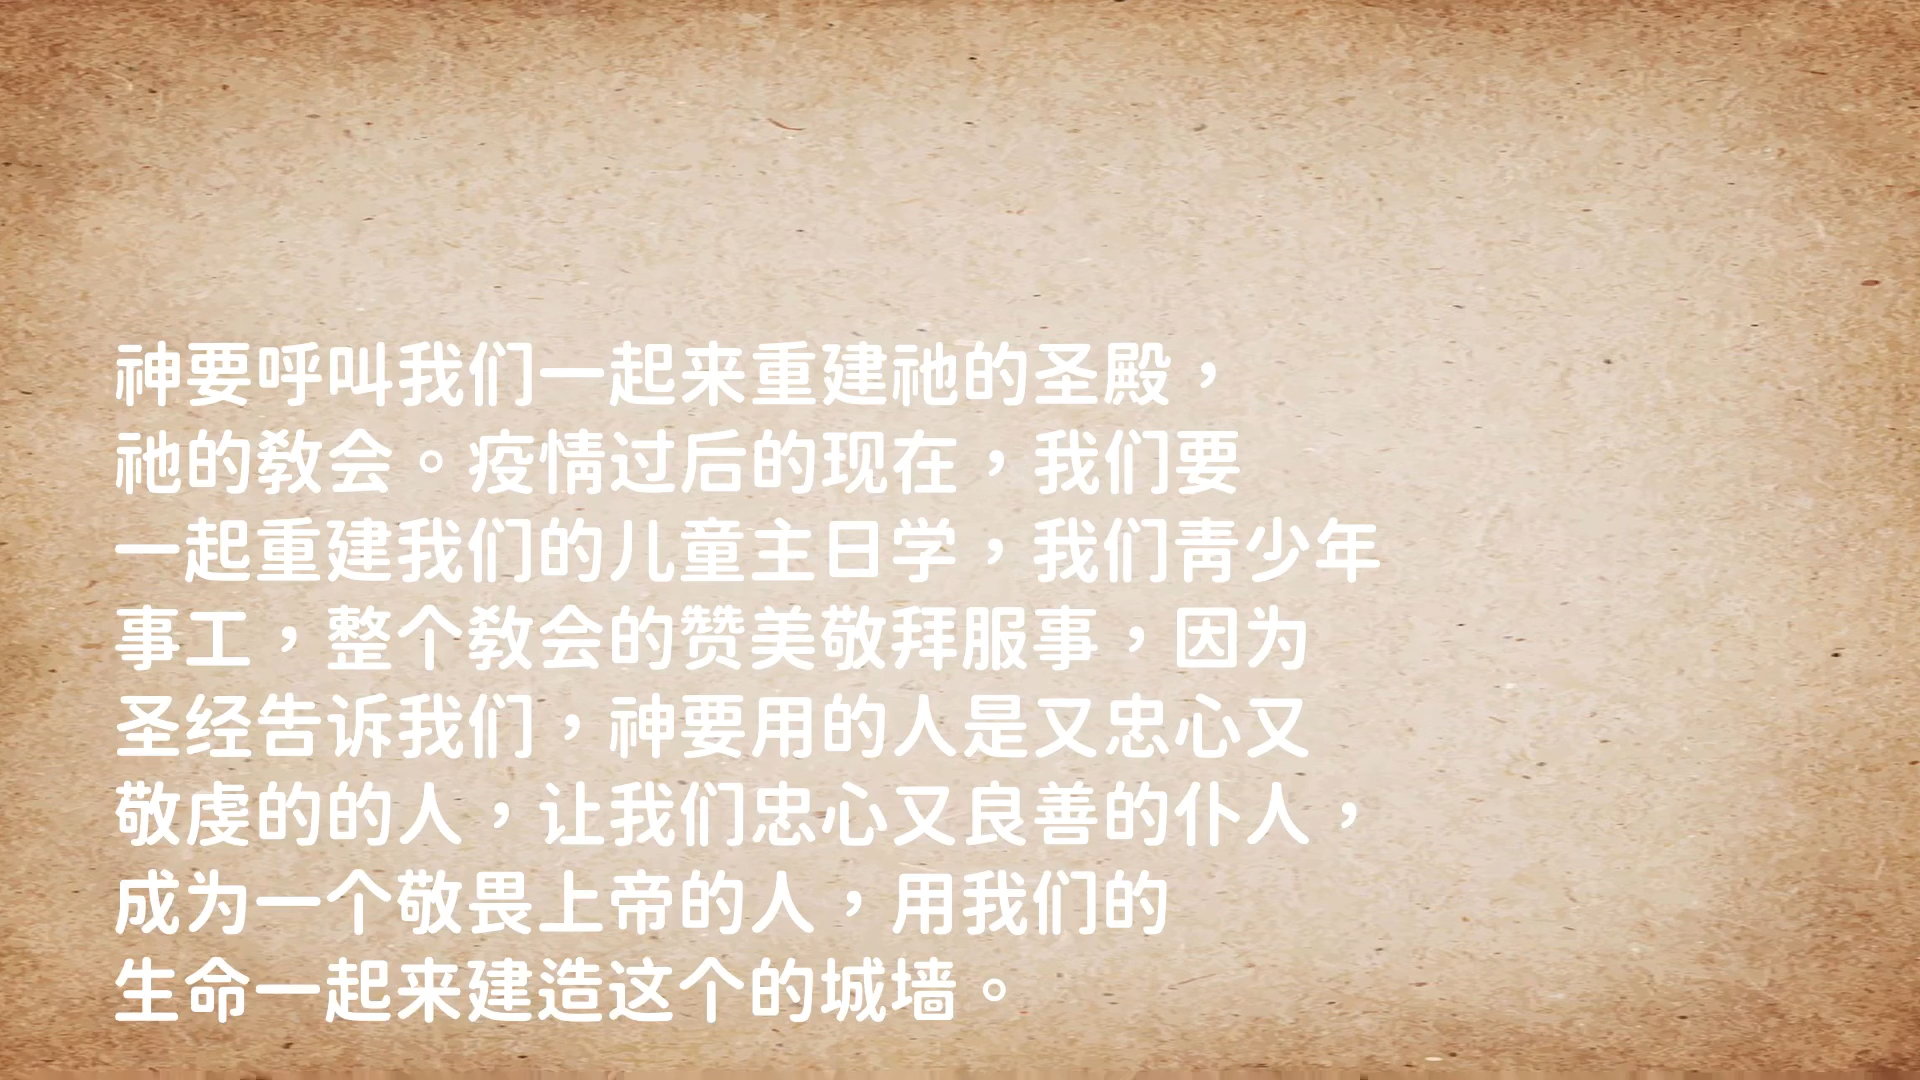 神要呼叫我们一起来重建祂的圣殿，
祂的教会。疫情过后的现在，我们要
一起重建我们的儿童主日学，我们青少年
事工，整个教会的赞美敬拜服事，因为
圣经告诉我们，神要用的人是又忠心又
敬虔的的人，让我们忠心又良善的仆人，
成为一个敬畏上帝的人，用我们的
生命一起来建造这个的城墙。